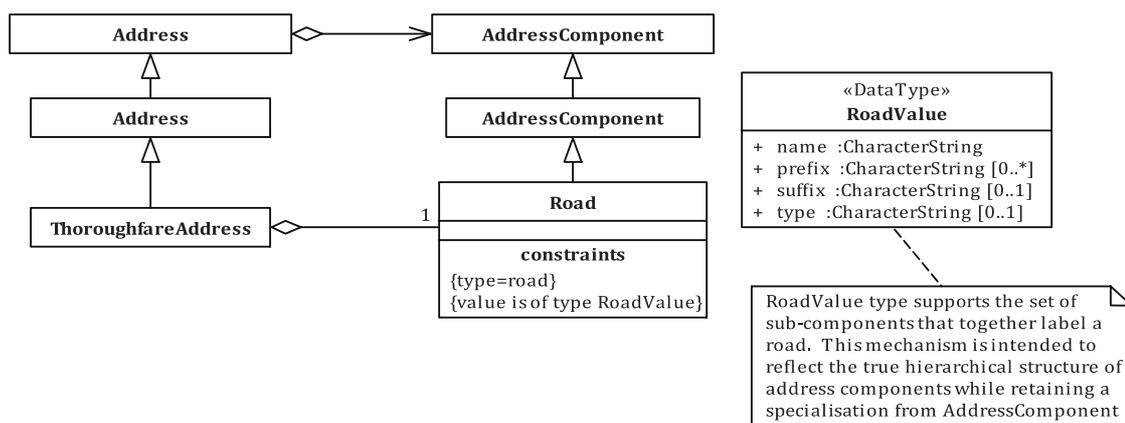 Address
AddressComponent
Address
AddressComponent
ThoroughfareAddress
1
Road
constraints
{type=road}
{value is of type RoadValue}
«DataType»
RoadValue
+ name :CharacterString
+ prefix :CharacterString [0..*]
+ suffix :CharacterString [0..1]
+ type :CharacterString [0..1]
RoadValue type supports the set of
sub-components that together label a
road. This mechanism is intended to
reflect the true hierarchical structure of
address components while retaining a
specialisation from AddressComponent